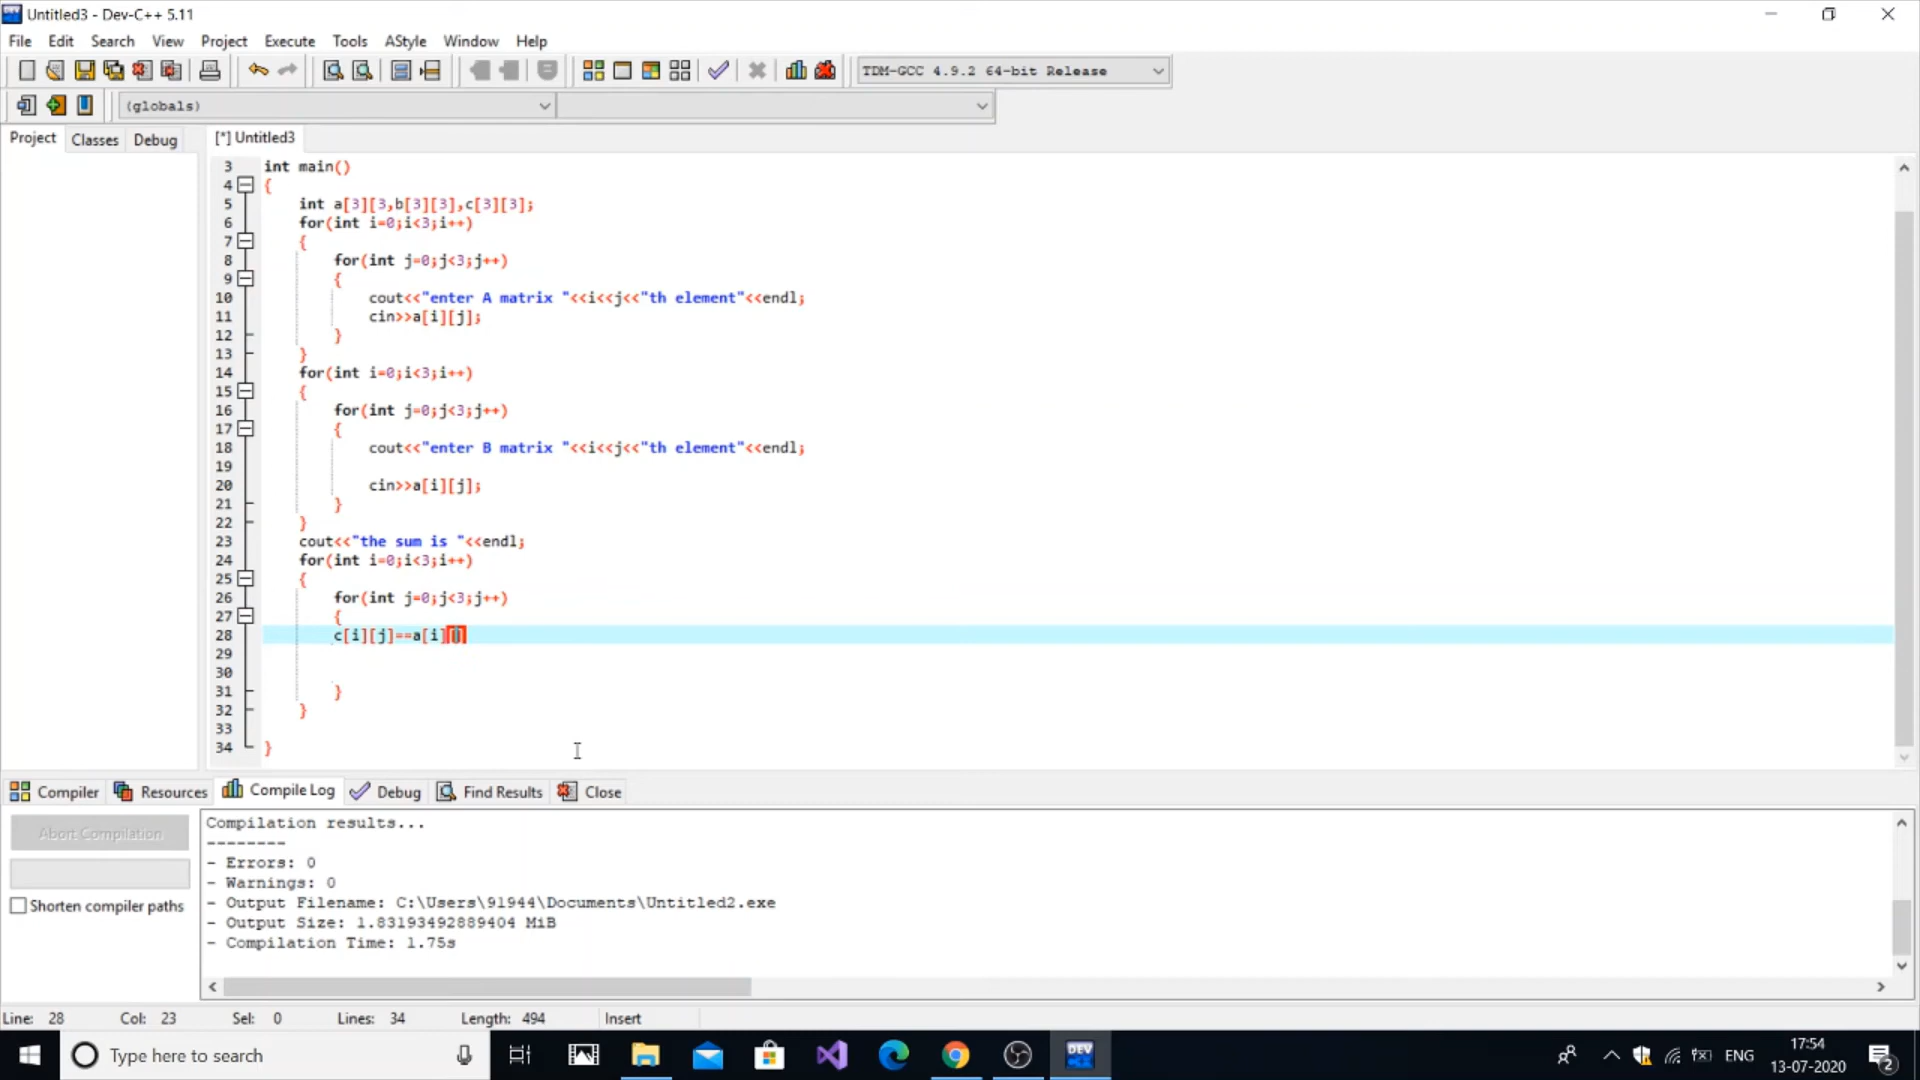 Untitled3 - Dev-C++ 5.11
File Edit Search View Project Execute Tools AStyle Window Help
TDM-GCC 4.9.2 64-bit Release
(globals)
Project Classes Debug [*] Untitled3
3 int main()
4 {
5 int a[3][3,b[3][3],c[3][3];
6 for(int i=0;i<3;i++)
7 {
8 for(int j=0;j<3;j++)
9 {
10 cout<<"enter A matrix "<<i<<j<<"th element"<<endl;
11 cin>>a[i][j];
12 }
13 }
14 for(int i=0;i<3;i++)
15 {
16 for(int j=0;j<3;j++)
17 {
18 cout<<"enter B matrix "<<i<<j<<"th element"<<endl;
19
20 cin>>a[i][j];
21 }
22 }
23 cout<<"the sum is "<<endl;
24 for(int i=0;i<3;i++)
25 {
26 for(int j=0;j<3;j++)
27 {
28 c[i][j]==a[i][]
29
30
31 }
32 }
33
34 }
Compiler Resources Compile Log Debug Find Results Close
Abort Compilation
Shorten compiler paths
Compilation results...
--------
- Errors: 0
- Warnings: 0
- Output Filename: C:\Users\91944\Documents\Untitled2.exe
- Output Size: 1.83193492889404 MiB
- Compilation Time: 1.75s
Line: 28 Col: 23 Sel: 0 Lines: 34 Length: 494 Insert
Type here to search
DEV
ENG
17:54
13-07-2020
2